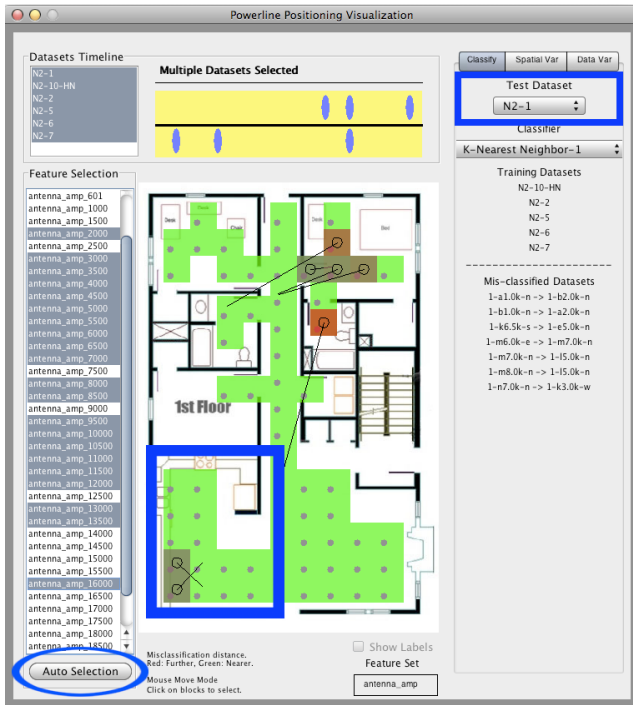 Powerline Positioning Visualization
Datasets Timeline
N2-1
N2-10-HN
N2-2
N2-5
N2-6
N2-7
Multiple Datasets Selected
Classify
Spatial Var
Data Var
Test Dataset
N2-1
Classifier
K-Nearest Neighbor-1
Training Datasets
N2-10-HN
N2-2
N2-5
N2-6
N2-7
Mis-classified Datasets
1-a1.0k-n -> 1-b2.0k-n
1-b1.0k-n -> 1-a2.0k-n
1-k6.5k-s -> 1-e5.0k-n
1-m6.0k-e -> 1-m7.0k-n
1-m7.0k-n -> 1-l5.0k-n
1-m8.0k-n -> 1-l5.0k-n
1-n7.0k-n -> 1-k3.0k-w
Feature Selection
antenna_amp_601
antenna_amp_1000
antenna_amp_1500
antenna_amp_2000
antenna_amp_2500
antenna_amp_3000
antenna_amp_3500
antenna_amp_4000
antenna_amp_4500
antenna_amp_5000
antenna_amp_5500
antenna_amp_6000
antenna_amp_6500
antenna_amp_7000
antenna_amp_7500
antenna_amp_8000
antenna_amp_8500
antenna_amp_9000
antenna_amp_9500
antenna_amp_10000
antenna_amp_10500
antenna_amp_11000
antenna_amp_11500
antenna_amp_12000
antenna_amp_12500
antenna_amp_13000
antenna_amp_13500
antenna_amp_14000
antenna_amp_14500
antenna_amp_15000
antenna_amp_15500
antenna_amp_16000
antenna_amp_16500
antenna_amp_17000
antenna_amp_17500
antenna_amp_18000
antenna_amp_18500
Auto Selection
Desk
Chair
Desk
Bed
1st Floor
Misclassification distance.
Red: Further, Green: Nearer.
Mouse Move Mode
Click on blocks to select.
Show Labels
Feature Set
antenna_amp